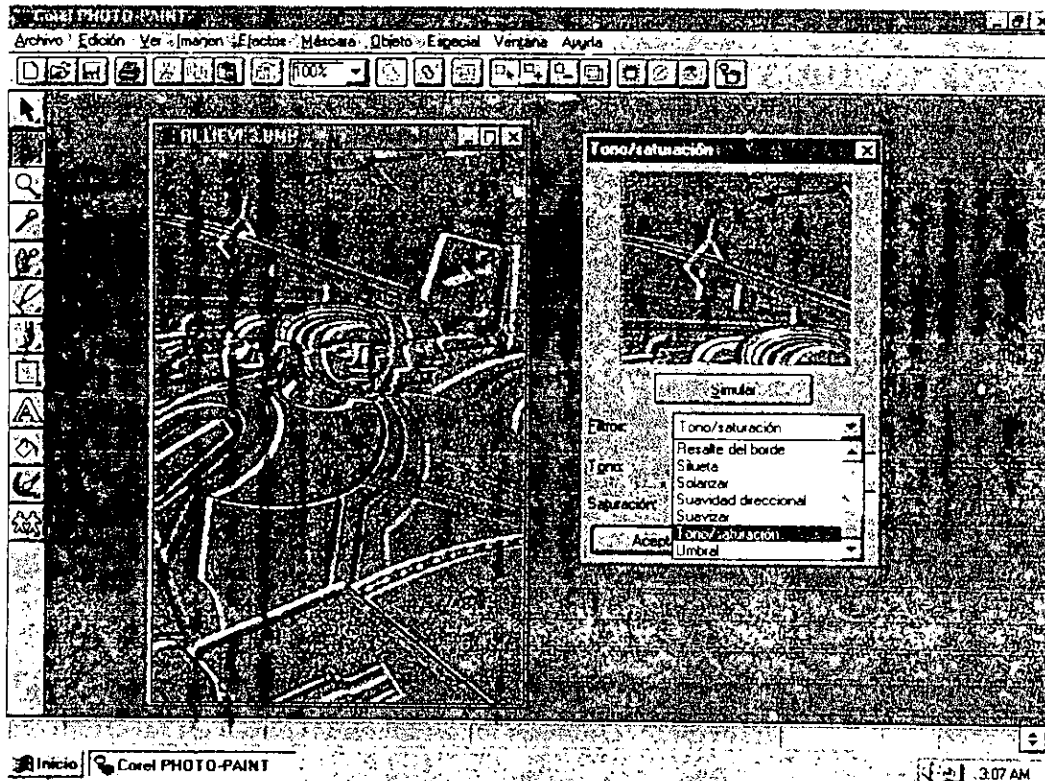 Corel PHOTO-PAINT
Archivo Edición Ver Imagen Efectos Máscara Objeto Especial Ventana Ayuda
100%
Tono/saturación
Simular
Filtros: Tono/saturación
Resalte del borde
Tono:
Silueta
Solarizar
Saturación:
Suavidad direccional
Suavizar
Tono/saturación
Acept
Umbral
Inicio Corel PHOTO-PAINT 3:07 AM